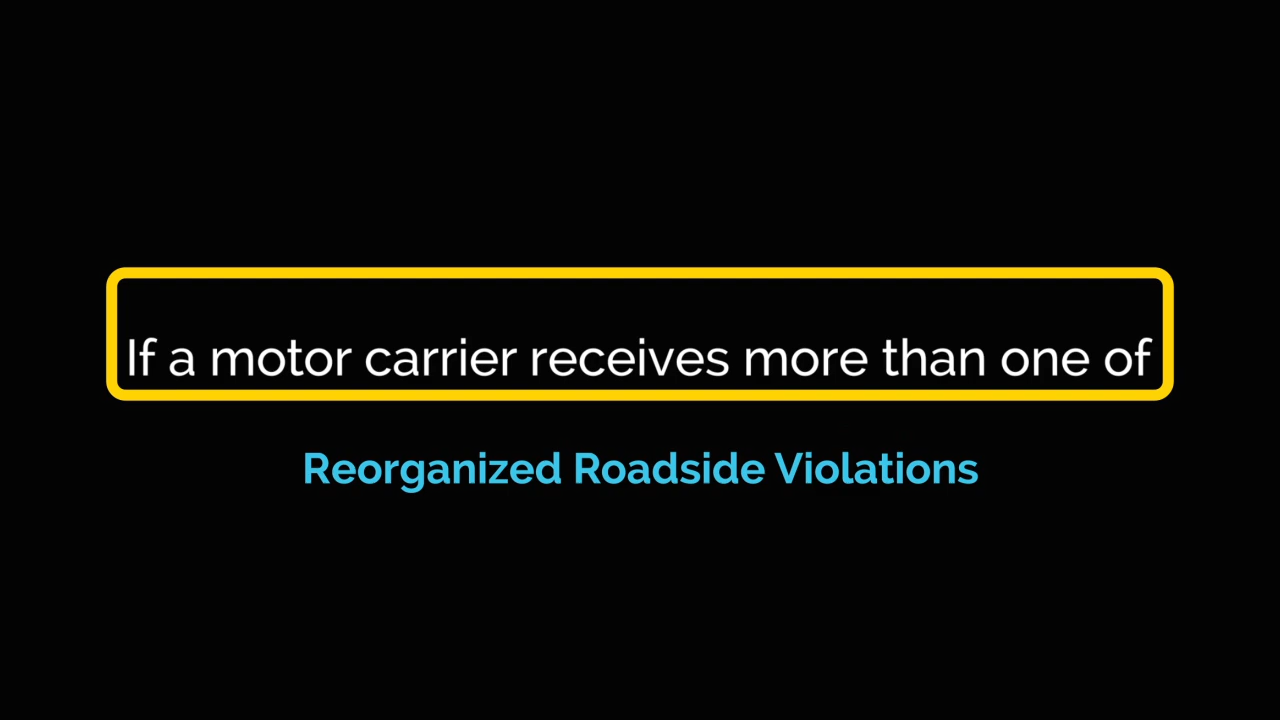 If a motor carrier receives more than one of
Reorganized Roadside Violations